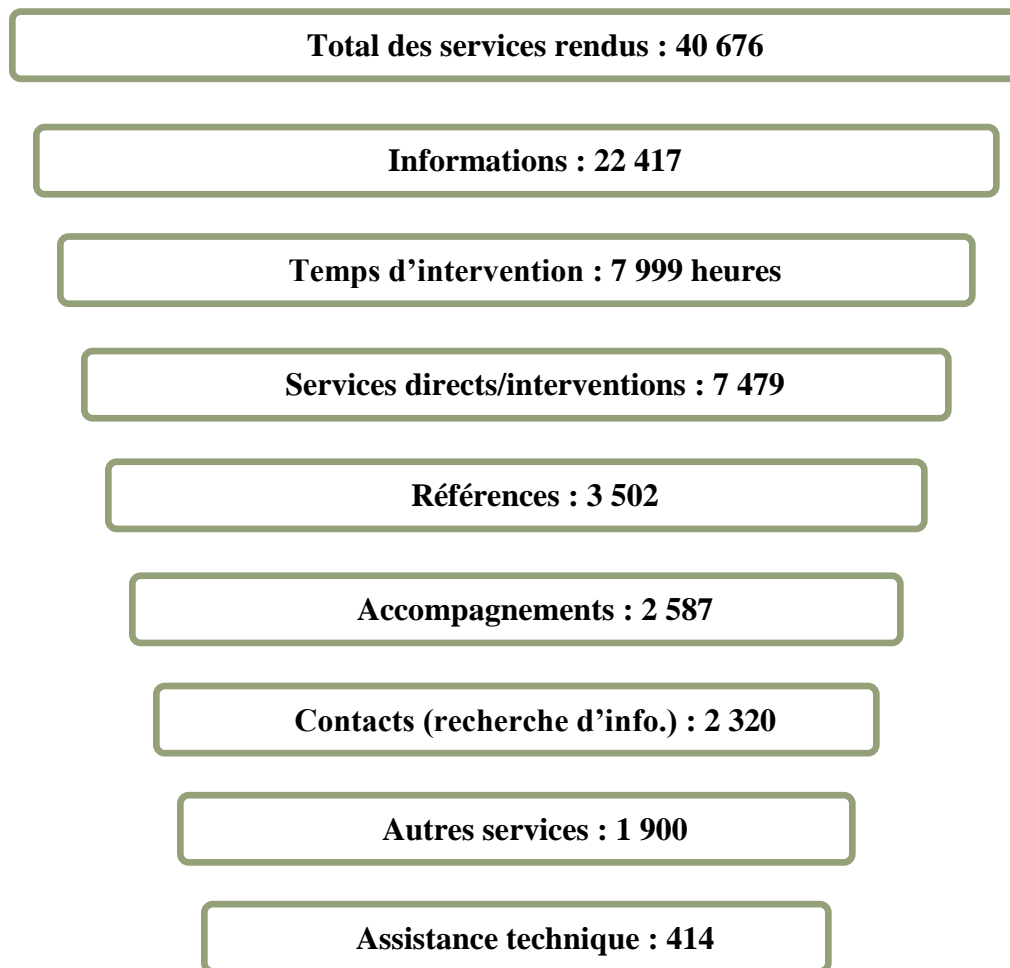 Total des services rendus : 40 676
Informations : 22 417
Temps d’intervention : 7 999 heures
Services directs/interventions : 7 479
Références : 3 502
Accompagnements : 2 587
Contacts (recherche d’info.) : 2 320
Autres services : 1 900
Assistance technique : 414